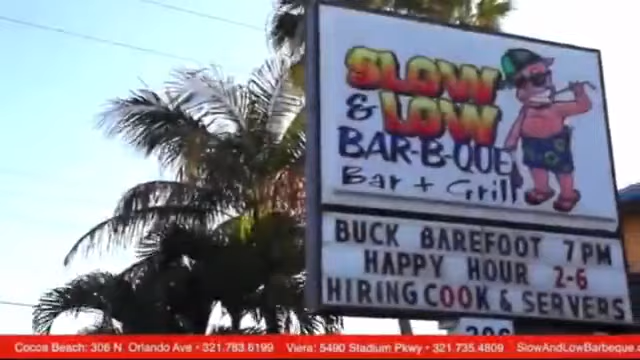 SLOW
& LOW
BAR-B-QUE
Bar + Grill
BUCK BAREFOOT 7 PM
HAPPY HOUR 2-6
HIRING COOK & SERVERS
Cocoa Beach: 306 N. Orlando Ave • 321.783.6199 Viera: 5490 Stadium Pkwy • 321.735.4809 SlowAndLowBarbeque.